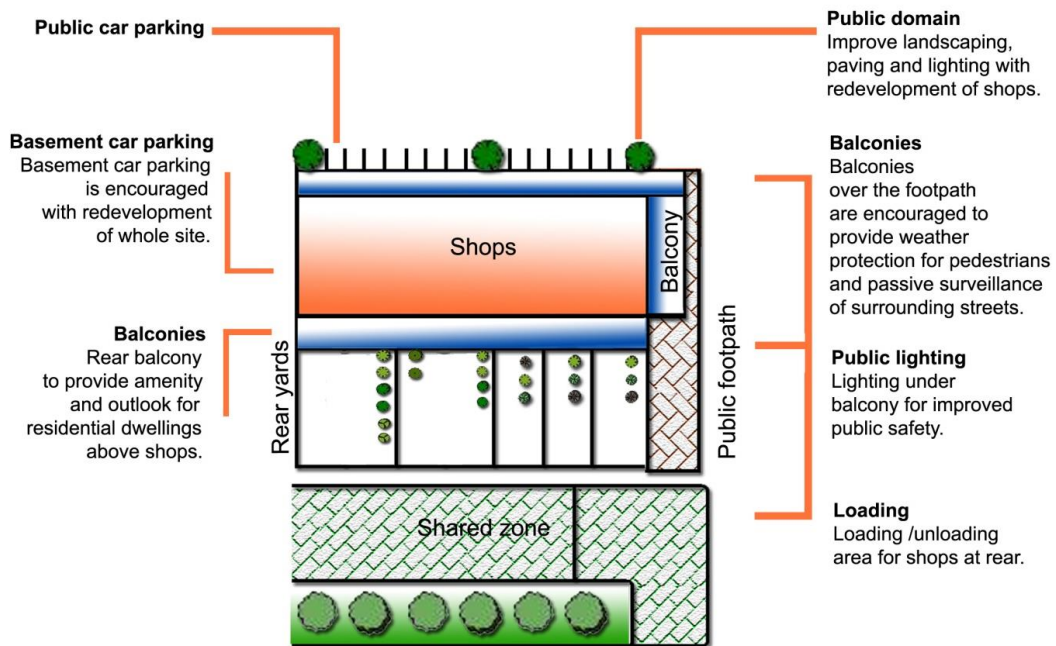 Public car parking
Basement car parking
Basement car parking
is encouraged
with redevelopment
of whole site.
Balconies
Rear balcony
to provide amenity
and outlook for
residential dwellings
above shops.
Shops
Balcony
Rear yards
Public footpath
Shared zone
Public domain
Improve landscaping,
paving and lighting with
redevelopment of shops.
Balconies
Balconies
over the footpath
are encouraged to
provide weather
protection for pedestrians
and passive surveillance
of surrounding streets.
Public lighting
Lighting under
balcony for improved
public safety.
Loading
Loading /unloading
area for shops at rear.